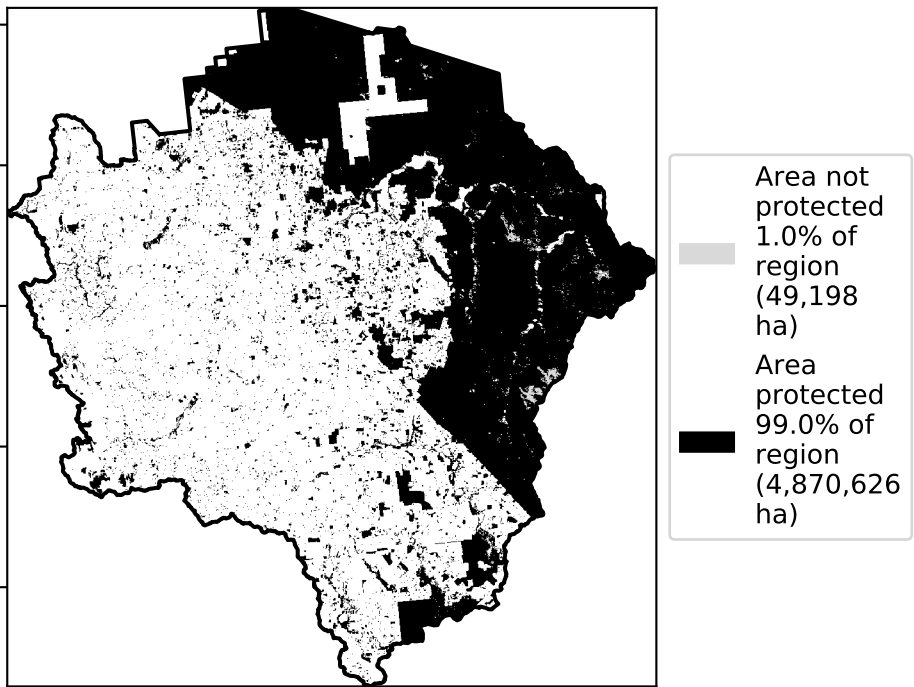 Area not
protected
1.0% of
region
(49,198
ha)
Area
protected
99.0% of
region
(4,870,626
ha)